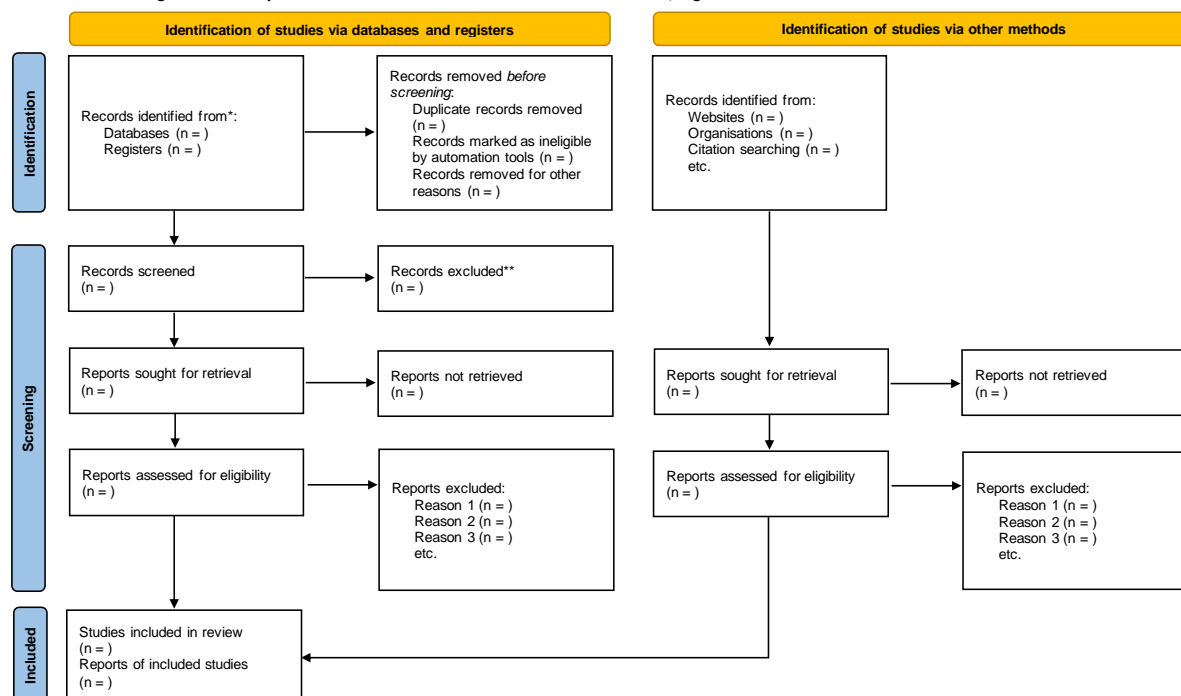 Identification of studies via databases and registers
Identification of studies via other methods
Identification
Records identified from*:
Databases (n = )
Registers (n = )
Records removed before
screening:
Duplicate records removed
(n = )
Records marked as ineligible
by automation tools (n = )
Records removed for other
reasons (n = )
Records identified from:
Websites (n = )
Organisations (n = )
Citation searching (n = )
etc.
Screening
Records screened
(n = )
Records excluded**
(n = )
Reports sought for retrieval
(n = )
Reports not retrieved
(n = )
Reports sought for retrieval
(n = )
Reports not retrieved
(n = )
Reports assessed for eligibility
(n = )
Reports excluded:
Reason 1 (n = )
Reason 2 (n = )
Reason 3 (n = )
etc.
Reports assessed for eligibility
(n = )
Reports excluded:
Reason 1 (n = )
Reason 2 (n = )
Reason 3 (n = )
etc.
Included
Studies included in review
(n = )
Reports of included studies
(n = )